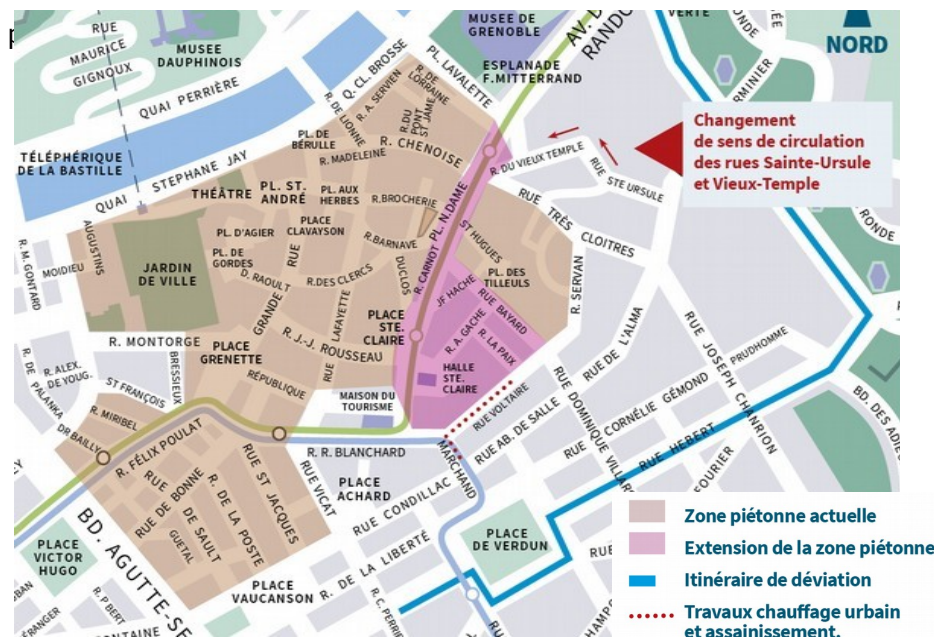 MUSEE DE
GRENOBLE
AV. D
RANDO
VERTE
NORD
RUE
MAURICE
GIGNOUX
MUSEE
DAUPHINOIS
ESPLANADE
F.MITTERRAND
PL. LAVALETTE
Q. CL. BROSSE
QUAI PERRIÈRE
TÉLÉPHÉRIQUE
DE LA BASTILLE
QUAI STEPHANE JAY
R. DE
LORRAINE
R. A. SERVIEN
R. DE LIONNE
R.DU
PONT
ST JAME
PL. DE
BÉRULLE
R. CHENOISE
R. MADELEINE
R. DU VIEUX TEMPLE
RUE STE URSULE
Changement
de sens de circulation
des rues Sainte-Ursule
et Vieux-Temple
THÉÂTRE
PL. ST.
ANDRÉ
PL. AUX
HERBES
R,BROCHERIE
RUE TRÈS CLOITRES
PLACE
CLAVAYSON
PL. D'AGIER
PL. DE
GORDES
R.BARNAVE
R. CARNOT
PL. N.DAME
ST HUGUES
PL. DES
TILLEULS
R. M. GONTARD
MOIDIEU
AUGUSTINS
JARDIN
DE VILLE
D. RAOULT
R.DES CLERCS
DUCLOS
GRANDE RUE
LAFAYETTE
RUE
JF HACHE
RUE BAYARD
R. A. GACHE
R. LA PAIX
R. SERVAN
RUE DE L'ALMA
RONDE
PLACE
STE.
CLAIRE
R. MONTORGE
PLACE
GRENETTE
R. J.-J. ROUSSEAU
HALLE
STE.
CLAIRE
RUE JOSEPH CHANRION
PRUDHOMME
R. DE
PALANKA
R. ALEX.
DE YOUG.
ST FRANÇOIS
BRESSIEUX
RÉPUBLIQUE
MAISON DU
TOURISME
RUE VOLTAIRE
RUE AB. DE SALLE
RUE DOMINIQUE VILLARS
RUE CORNÉLIE GÉMOND
BD. DES ADIE
R. MIRIBEL
DR BAILLY
R. FÉLIX POULAT
R. R. BLANCHARD
MARCHAND
RUE HEBERT
FOURIER
RUE
DE SAULT
RUE DE BONNE
GUETAL
R. DE LA POSTE
RUE ST JACQUES
RUE VICAT
PLACE
ACHARD
RUE CONDILLAC
PLACE
DE VERDUN
BD. AGUTTE-SE
PLACE
VICTOR
HUGO
R. DE LA LIBERTÉ
PLACE
VAUCANSON
R. C. PERRI
R. P BERT
Zone piétonne actuelle
Extension de la zone piétonne
Itinéraire de déviation
Travaux chauffage urbain
et assainissement.